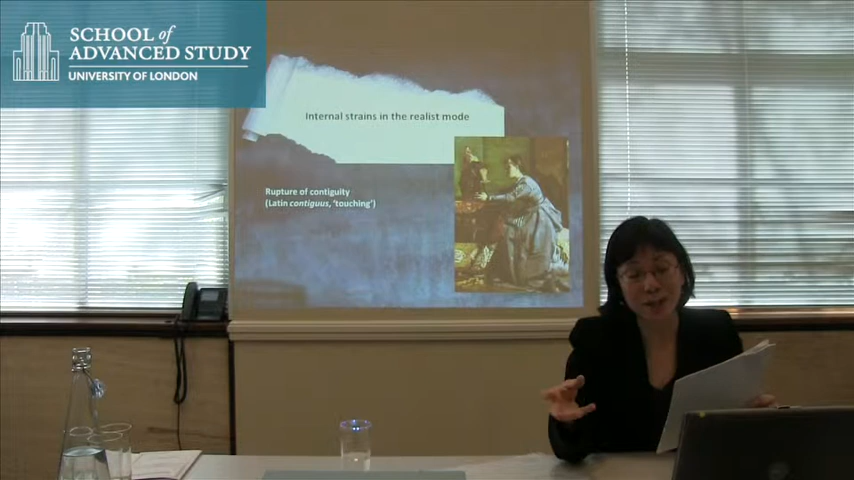 SCHOOL of
ADVANCED STUDY
UNIVERSITY OF LONDON
Internal strains in the realist mode
Rupture of contiguity
(Latin contiguus, 'touching')